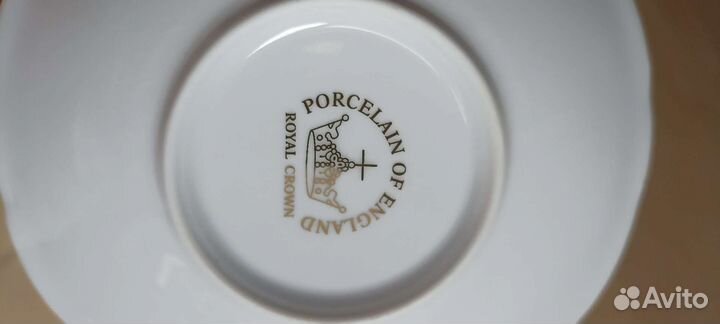 PORCELAIN OF ENGLAND
ROYAL CROWN
Avito